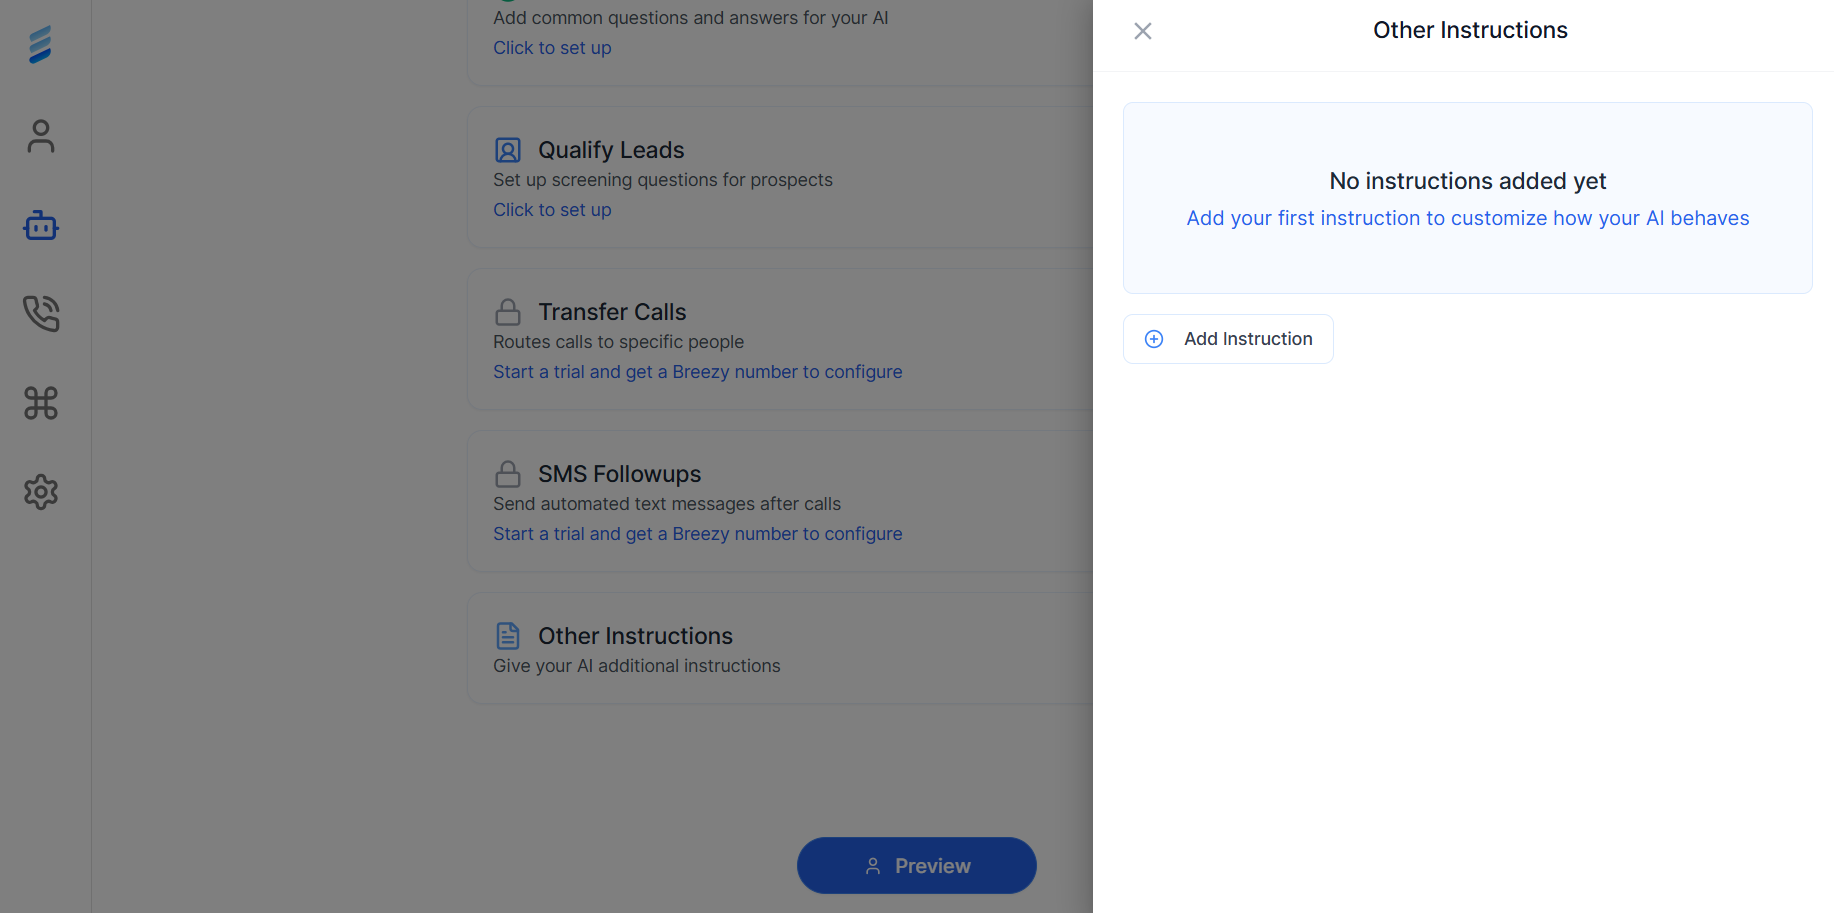 Add common questions and answers for your AI
Click to set up
Qualify Leads
Set up screening questions for prospects
Click to set up
Transfer Calls
Routes calls to specific people
Start a trial and get a Breezy number to configure
SMS Followups
Send automated text messages after calls
Start a trial and get a Breezy number to configure
Other Instructions
Give your AI additional instructions
Preview
Other Instructions
No instructions added yet
Add your first instruction to customize how your AI behaves
Add Instruction